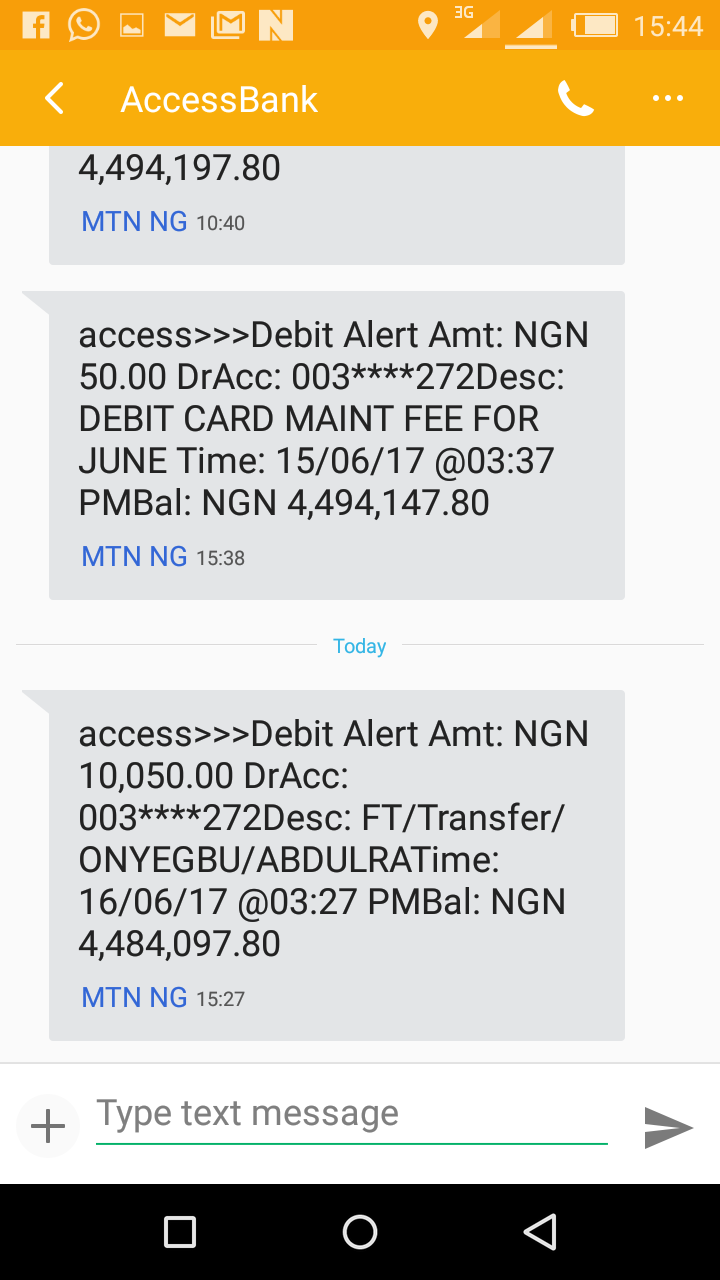 3G
15:44
AccessBank
4,494,197.80
MTN NG 10:40
access>>>Debit Alert Amt: NGN
50.00 DrAcc: 003****272Desc:
DEBIT CARD MAINT FEE FOR
JUNE Time: 15/06/17 @03:37
PMBal: NGN 4,494,147.80
MTN NG 15:38
Today
access>>>Debit Alert Amt: NGN
10,050.00 DrAcc:
003****272Desc: FT/Transfer/
ONYEGBU/ABDULRATime:
16/06/17 @03:27 PMBal: NGN
4,484,097.80
MTN NG 15:27
Type text message